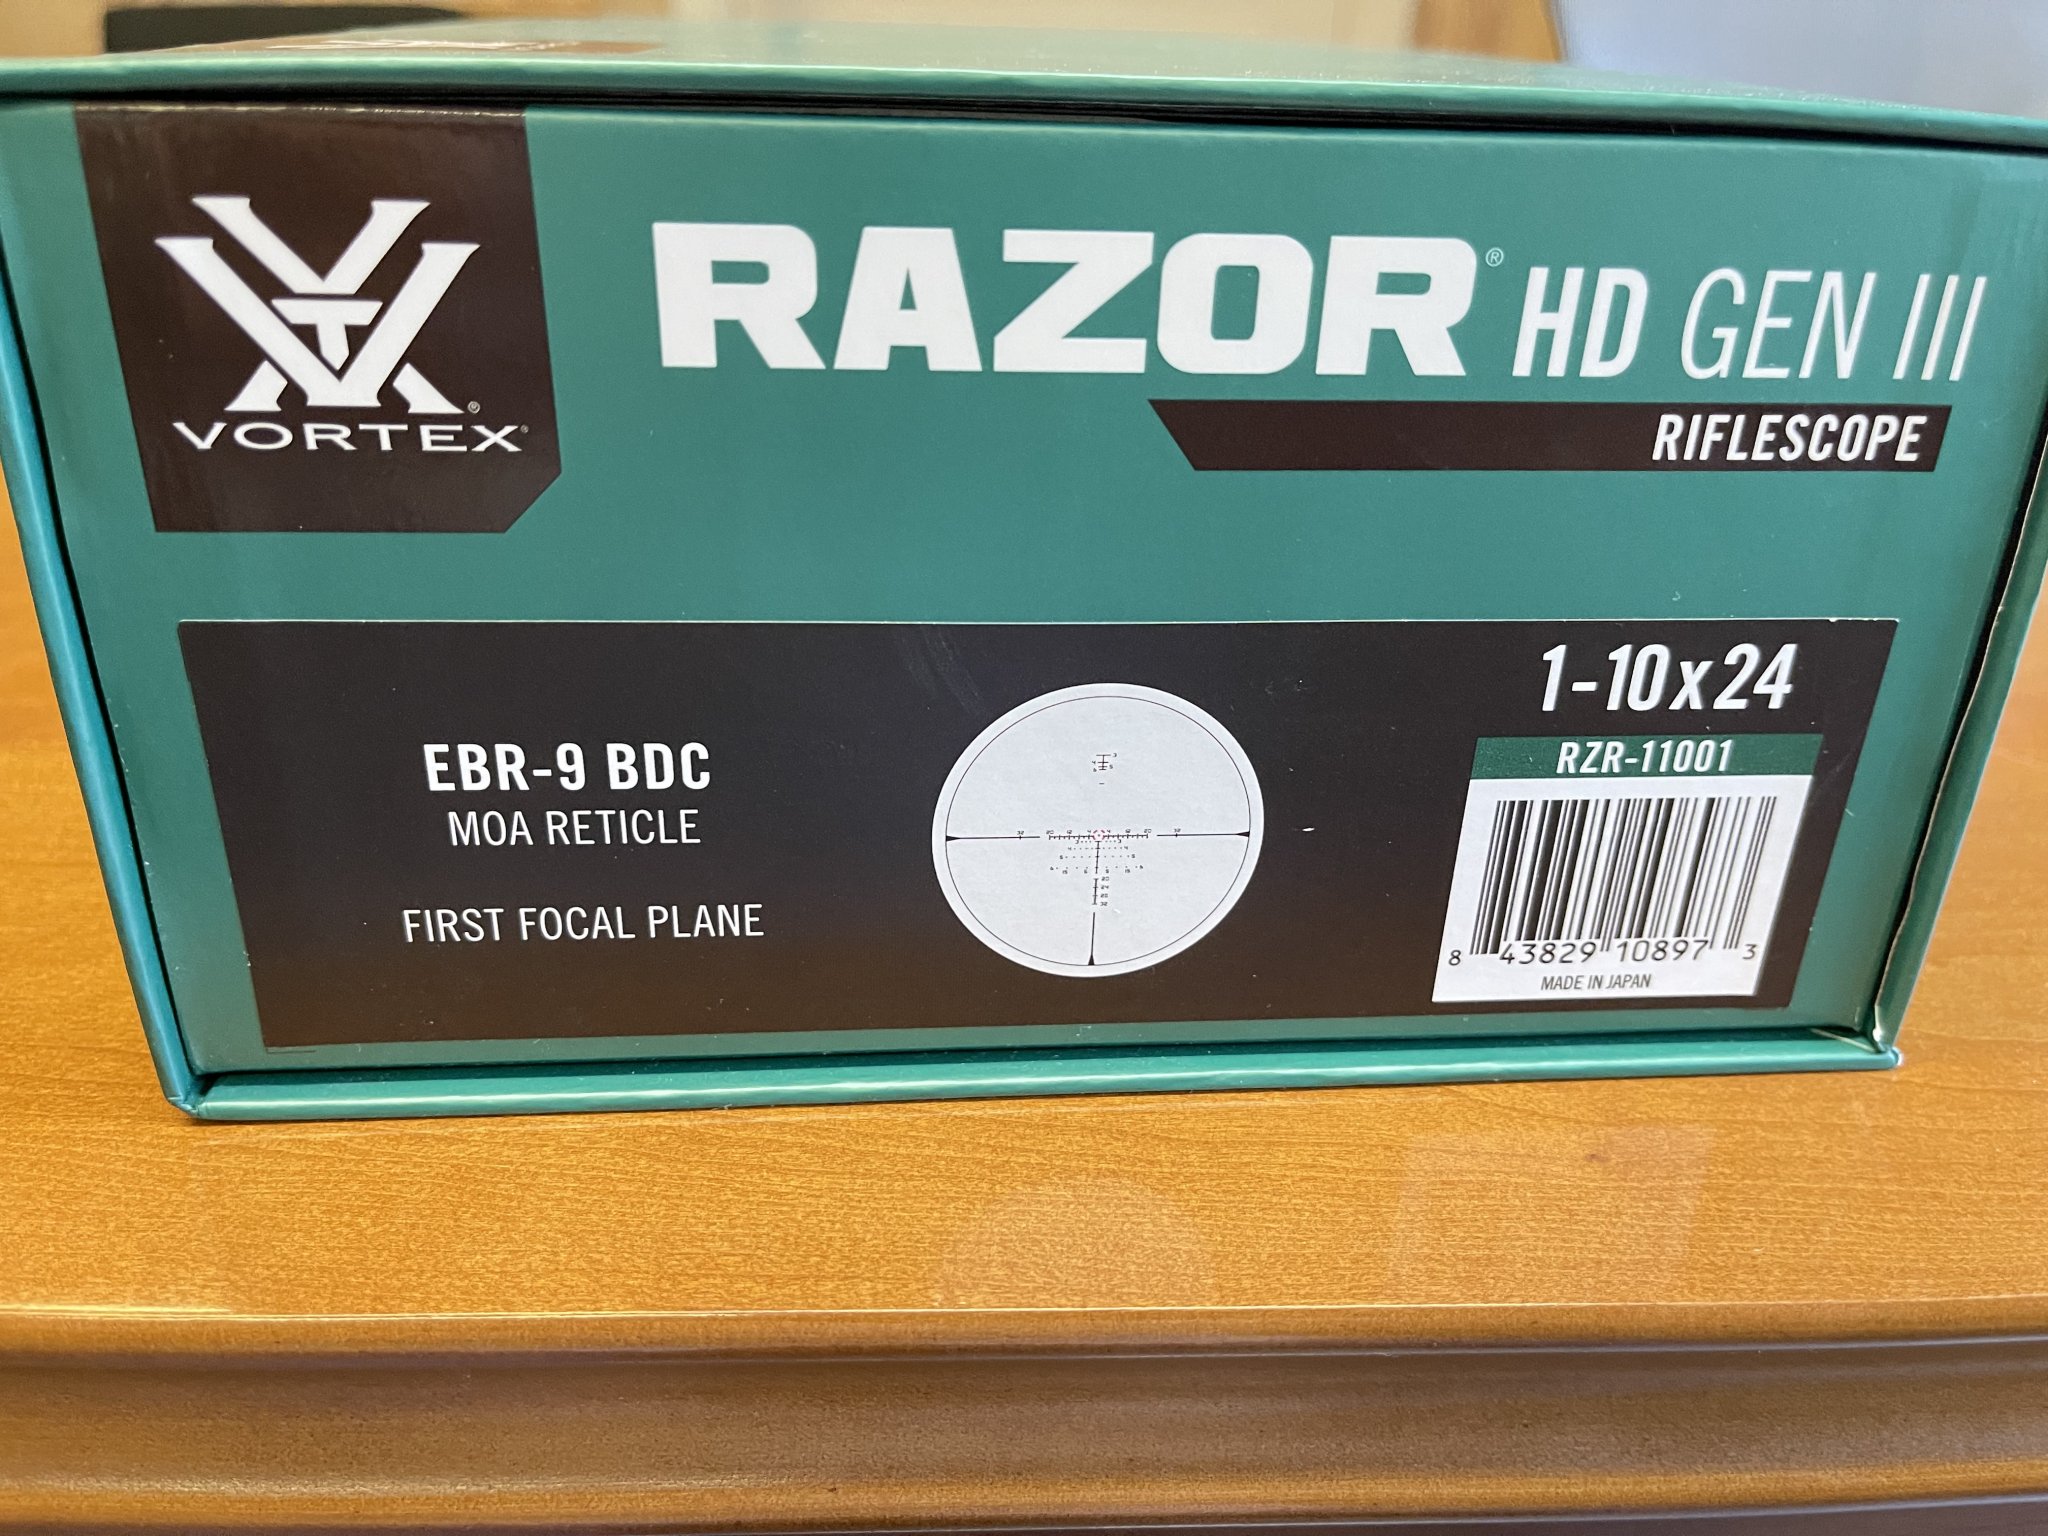 VORTEX®
RAZOR® HD GEN III
RIFLESCOPE
EBR-9 BDC
MOA RETICLE
FIRST FOCAL PLANE
1-10x24
RZR-11001
8 43829 10897 3
MADE IN JAPAN